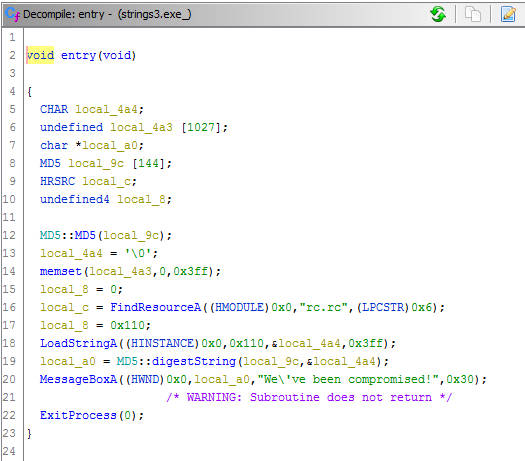 Decompile: entry - (strings3.exe_)
1
2 void entry(void)
3
4 {
5 CHAR local_4a4;
6 undefined local_4a3 [1027];
7 char *local_a0;
8 MD5 local_9c [144];
9 HRSRC local_c;
10 undefined4 local_8;
11
12 MD5::MD5(local_9c);
13 local_4a4 = '\0';
14 memset(local_4a3,0,0x3ff);
15 local_8 = 0;
16 local_c = FindResourceA((HMODULE)0x0,"rc.rc",(LPCSTR)0x6);
17 local_8 = 0x110;
18 LoadStringA((HINSTANCE)0x0,0x110,&local_4a4,0x3ff);
19 local_a0 = MD5::digestString(local_9c,&local_4a4);
20 MessageBoxA((HWND)0x0,local_a0,"We\'ve been compromised!",0x30);
21 /* WARNING: Subroutine does not return */
22 ExitProcess(0);
23 }
24